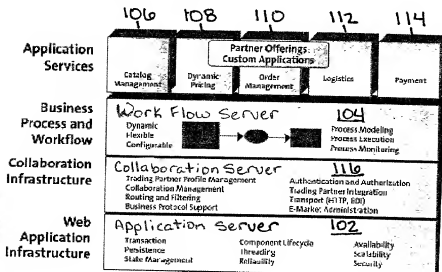 106 108 110 112 114
Application
Services
Partner Offerings
Custom Applications
Catalog
Management
Dynamic
Pricing
Order
Management
Logistics
Payment
Business
Process and
Workflow
Work Flow Server 104
Dynamic
Flexible
Configurable
Process Modeling
Process Execution
Process Monitoring
Collaboration
Infrastructure
Collaboration Server 116
Trading Partner Profile Management
Collaboration Management
Routing and Filtering
Business Protocol Support
Authentication and Authorization
Trading Partner Integration
Transport (HTTP, EDI)
E-Market Administration
Web
Application
Infrastructure
Application Server 102
Transaction
Persistence
State Management
Component Lifecycle
Threading
Reliability
Availability
Scalability
Security